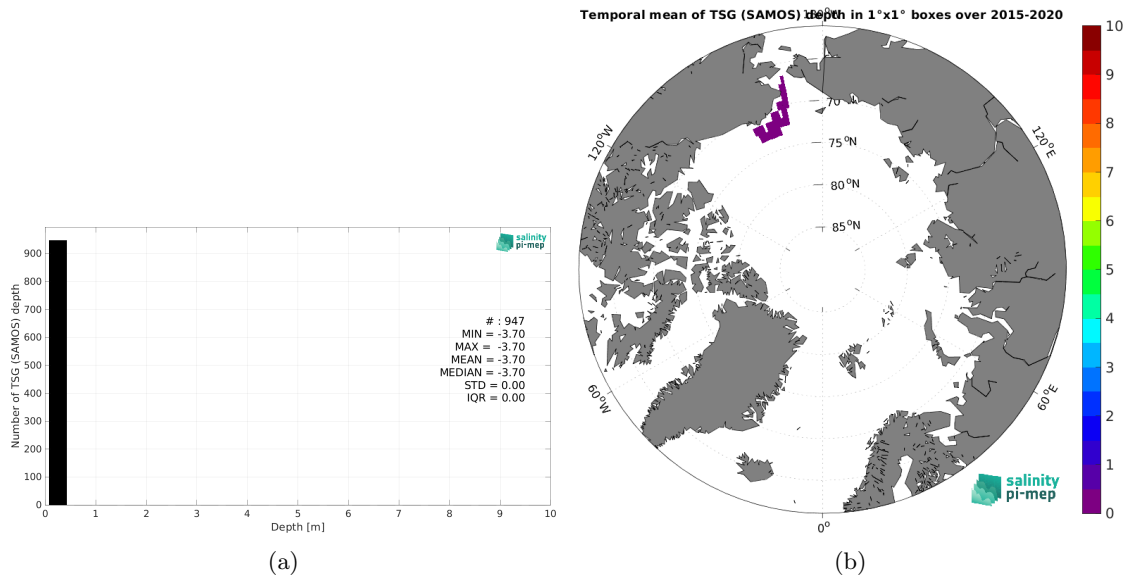 Number of TSG (SAMOS) depth
900
800
700
600
500
400
300
200
100
0
0 1 2 3 4 5 6 7 8 9 10
Depth [m]
salinity
pi-mep
# : 947
MIN = -3.70
MAX = -3.70
MEAN = -3.70
MEDIAN = -3.70
STD = 0.00
IQR = 0.00
(a)
Temporal mean of TSG (SAMOS) depth in 1°x1° boxes over 2015-2020
180°W
120°W
120°E
60°W
60°E
0°
70°N
75°N
80°N
85°N
10
9
8
7
6
5
4
3
2
1
0
salinity
pi-mep
(b)